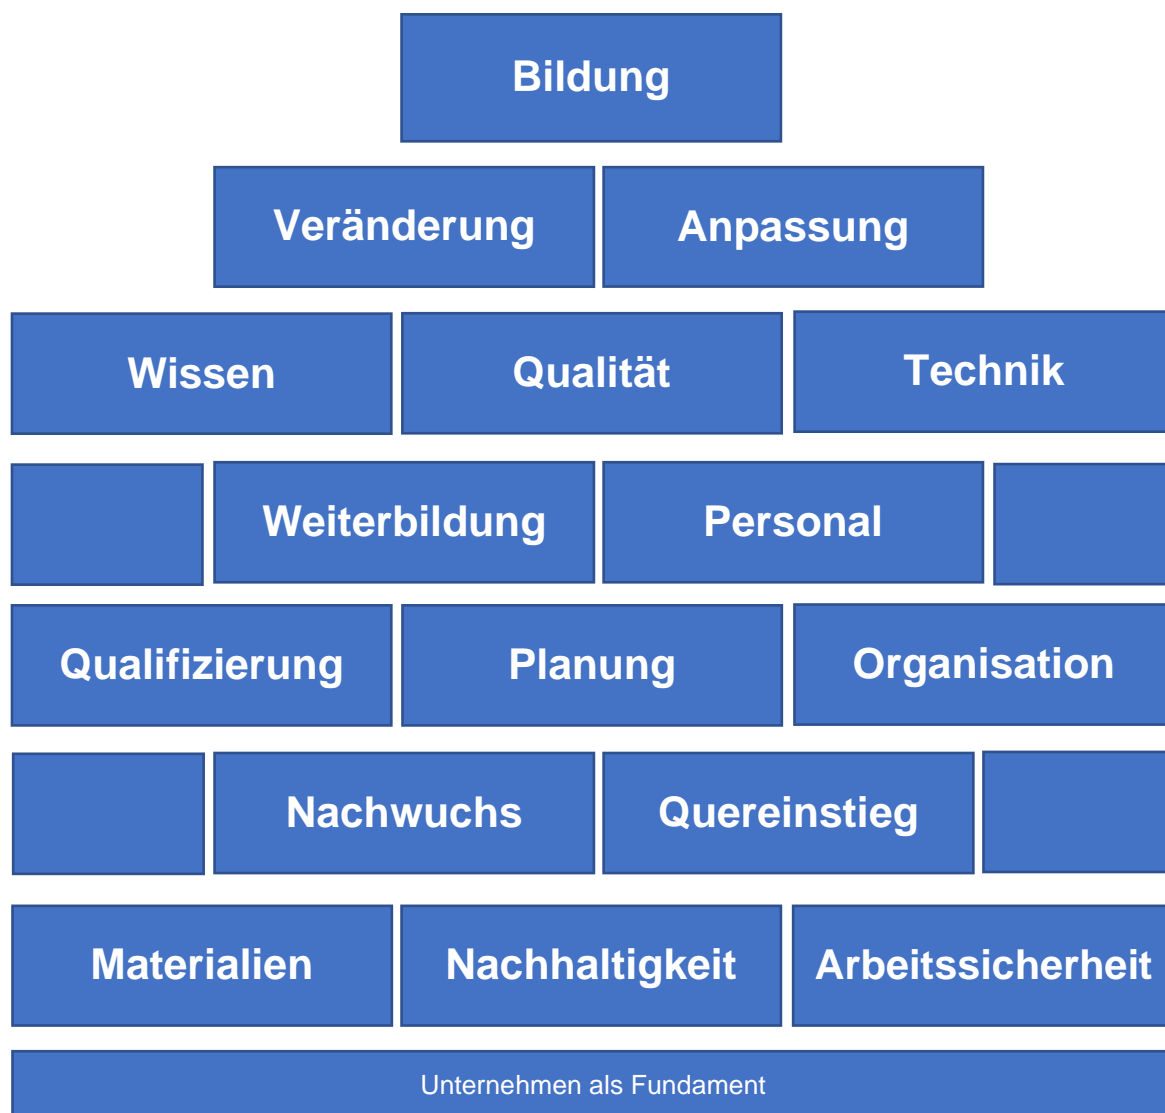 Bildung
Veränderung Anpassung
Wissen Qualität Technik
Weiterbildung Personal
Qualifizierung Planung Organisation
Nachwuchs Quereinstieg
Materialien Nachhaltigkeit Arbeitssicherheit
Unternehmen als Fundament